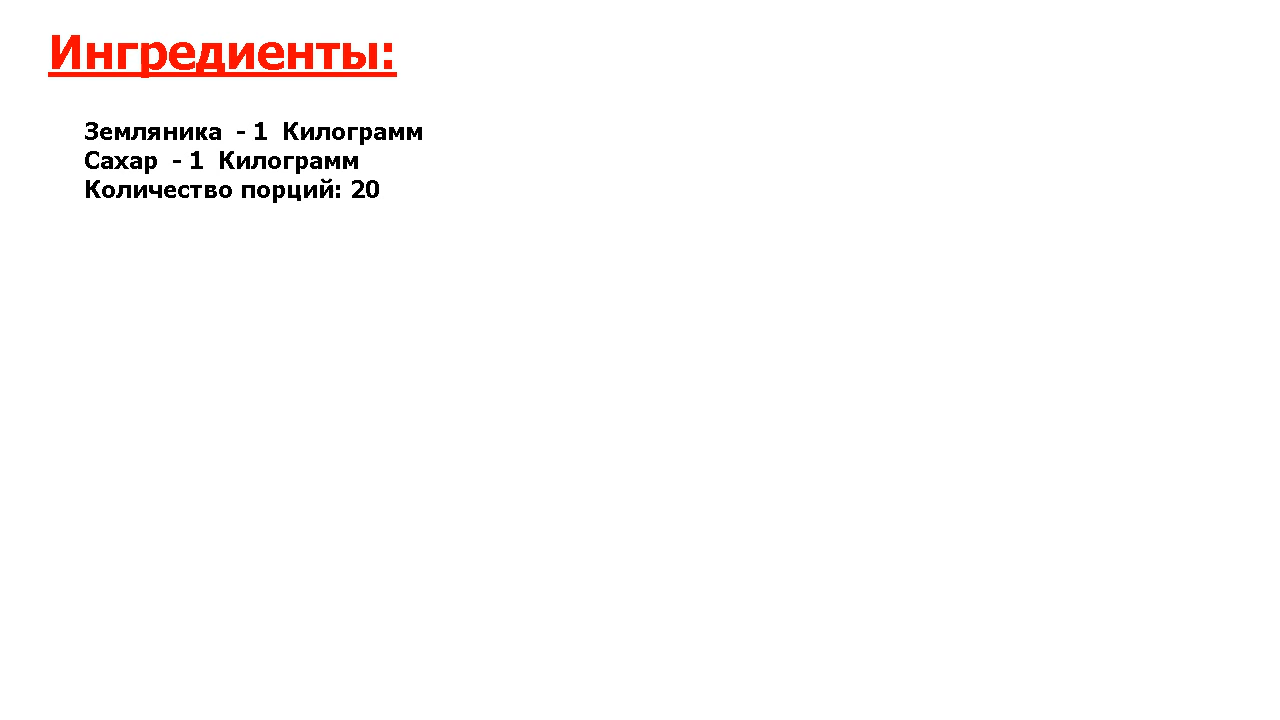 Ингредиенты:
Земляника  - 1  Килограмм
Сахар  - 1  Килограмм
Количество порций: 20